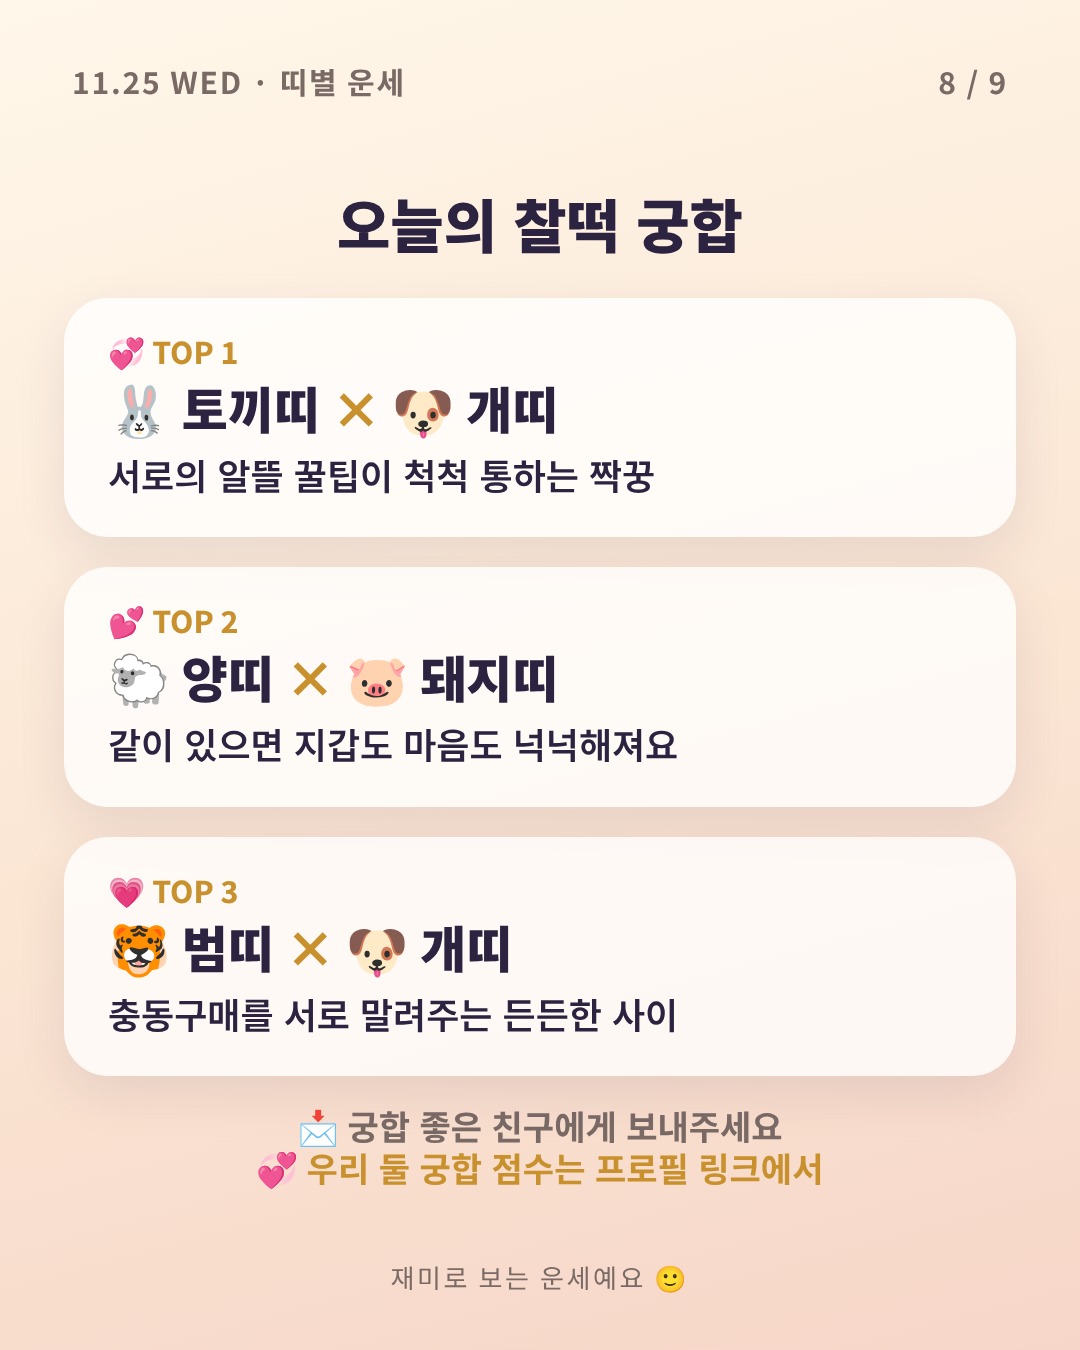 11.25 WED · 띠별 운세
8 / 9
오늘의 찰떡 궁합
💞 TOP 1
🐰 토끼띠 × 🐶 개띠
서로의 알뜰 꿀팁이 척척 통하는 짝꿍
💕 TOP 2
🐑 양띠 × 🐷 돼지띠
같이 있으면 지갑도 마음도 넉넉해져요
💗 TOP 3
🐯 범띠 × 🐶 개띠
충동구매를 서로 말려주는 든든한 사이
📩 궁합 좋은 친구에게 보내주세요
💞 우리 둘 궁합 점수는 프로필 링크에서
재미로 보는 운세예요 🙂